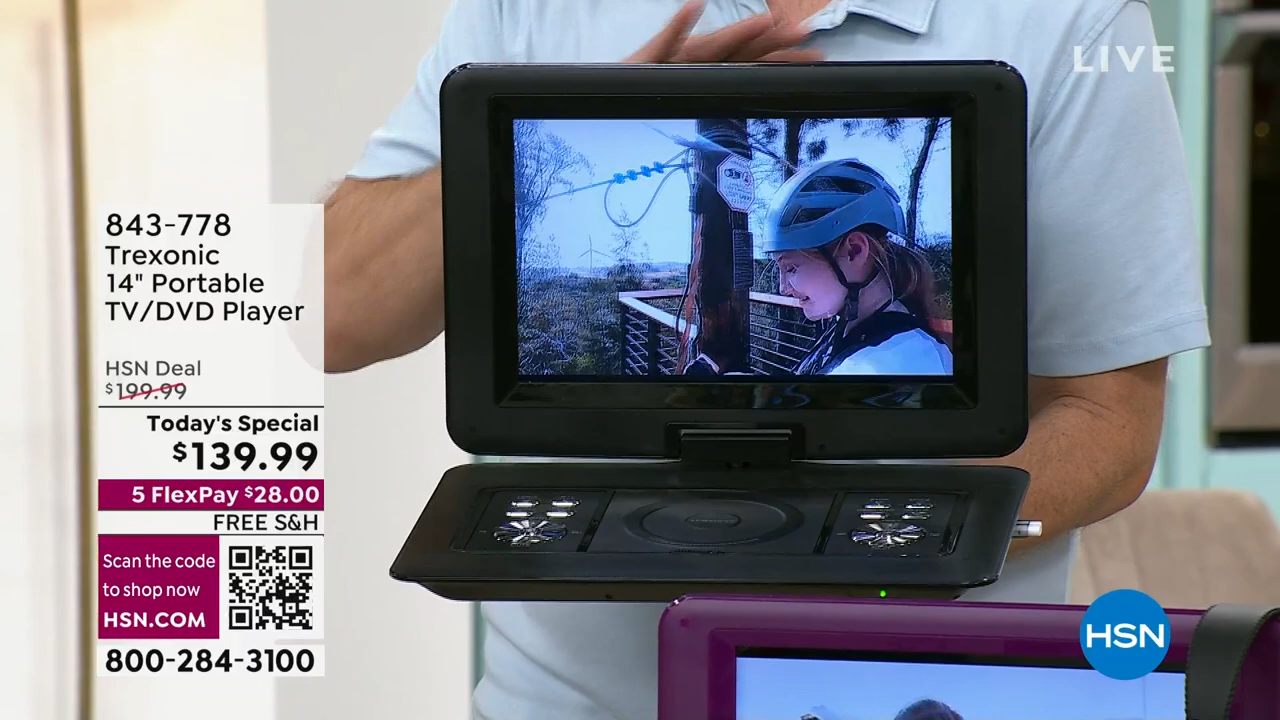 LIVE
843-778
Trexonic
14" Portable
TV/DVD Player
HSN Deal
$199.99
Today's Special
$139.99
5 FlexPay $28.00
FREE S&H
Scan the code
to shop now
HSN.COM
800-284-3100
HSN